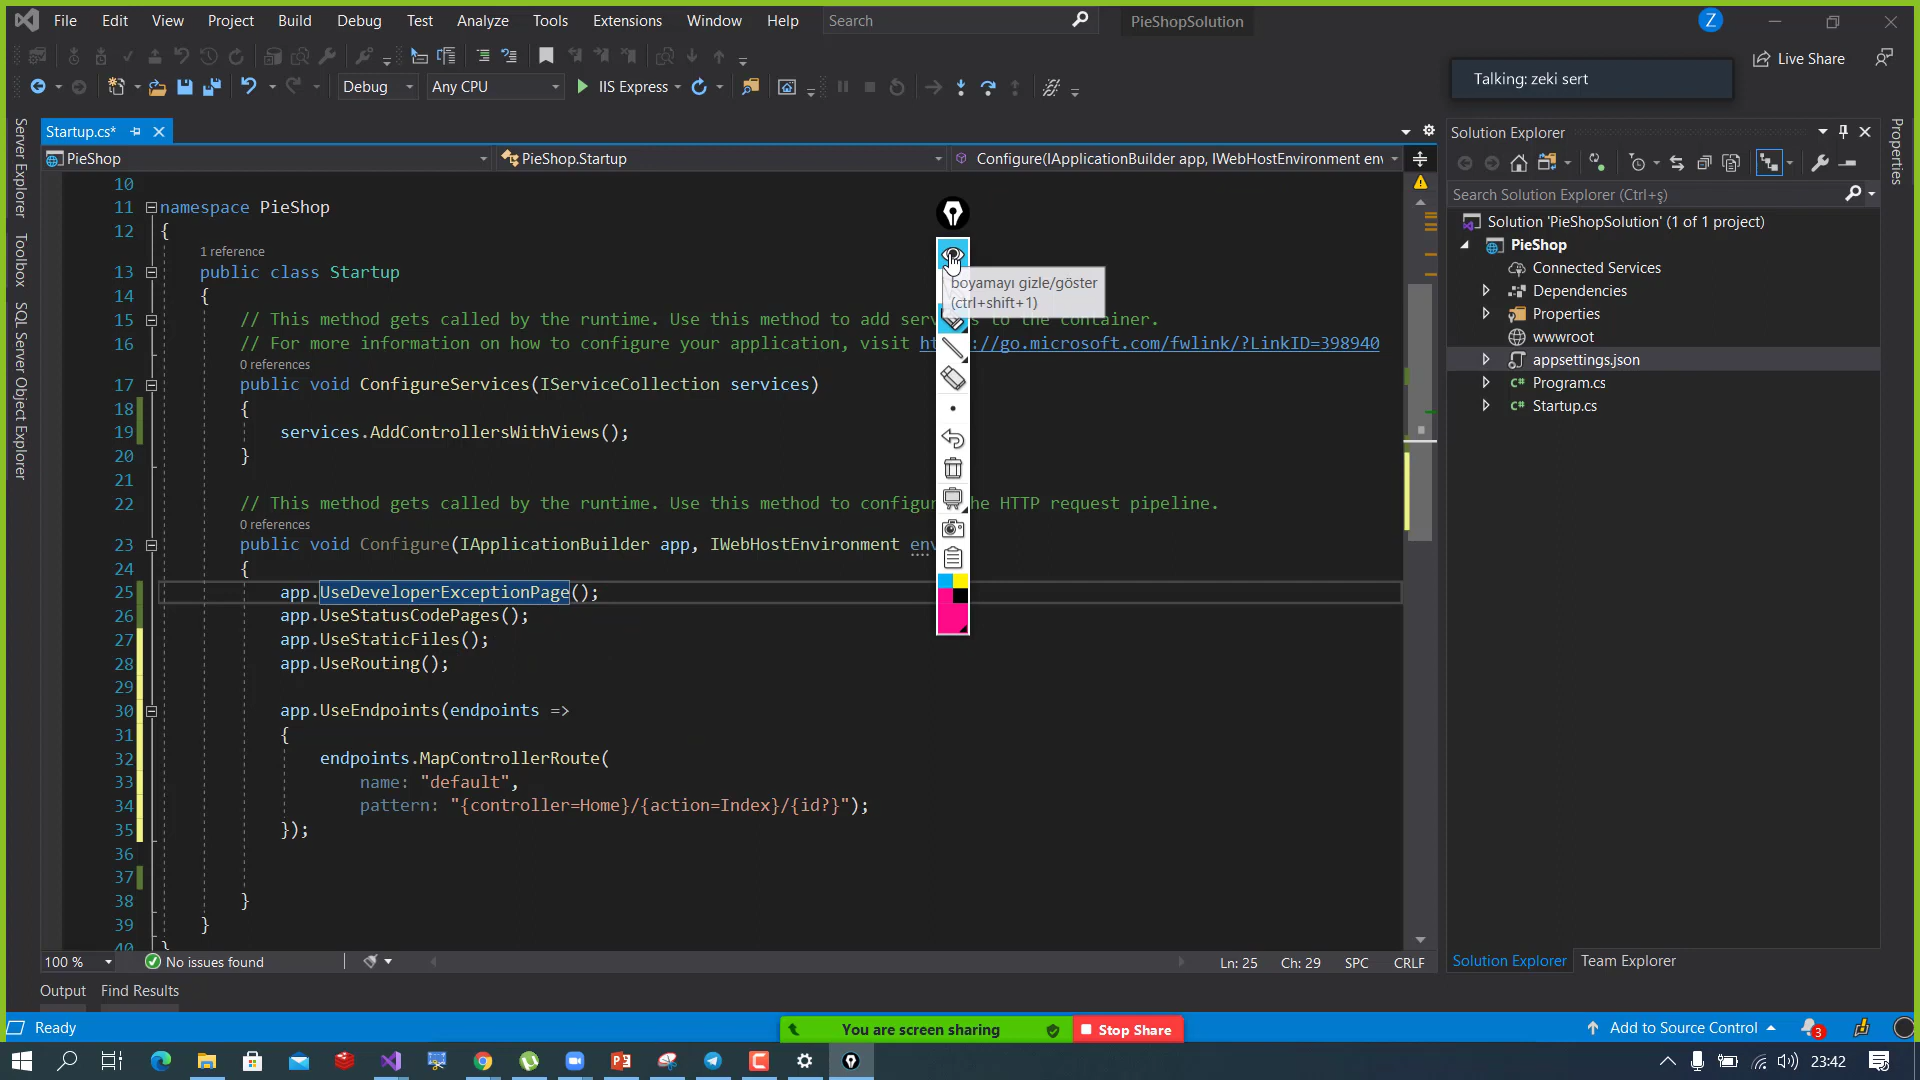 File Edit View Project Build Debug Test Analyze Tools Extensions Window Help Search PieShopSolution Z
Talking: zeki sert
Live Share
Debug Any CPU IIS Express
Startup.cs*
PieShop PieShop.Startup Configure(IApplicationBuilder app, IWebHostEnvironment env
Server Explorer
Toolbox
SQL Server Object Explorer
10
11 namespace PieShop
12 {
1 reference
13 public class Startup
14 {
15 // This method gets called by the runtime. Use this method to add services to the container.
16 // For more information on how to configure your application, visit https://go.microsoft.com/fwlink/?LinkID=398940
0 references
17 public void ConfigureServices(IServiceCollection services)
18 {
19 services.AddControllersWithViews();
20 }
21
22 // This method gets called by the runtime. Use this method to configure the HTTP request pipeline.
0 references
23 public void Configure(IApplicationBuilder app, IWebHostEnvironment env
24 {
25 app.UseDeveloperExceptionPage();
26 app.UseStatusCodePages();
27 app.UseStaticFiles();
28 app.UseRouting();
29
30 app.UseEndpoints(endpoints =>
31 {
32 endpoints.MapControllerRoute(
33 name: "default",
34 pattern: "{controller=Home}/{action=Index}/{id?}");
35 });
36
37
38 }
39 }
40 }
boyamayı gizle/göster
(ctrl+shift+1)
Solution Explorer
Search Solution Explorer (Ctrl+ş)
Solution 'PieShopSolution' (1 of 1 project)
PieShop
Connected Services
Dependencies
Properties
wwwroot
appsettings.json
C# Program.cs
C# Startup.cs
Properties
100 % No issues found Ln: 25 Ch: 29 SPC CRLF
Solution Explorer Team Explorer
Output Find Results
Ready You are screen sharing Stop Share Add to Source Control 3
23:42